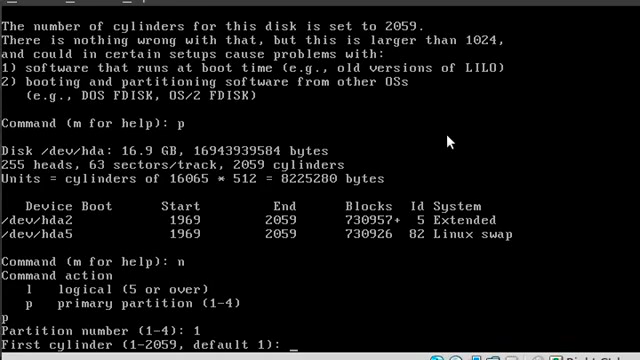 The number of cylinders for this disk is set to 2059.
There is nothing wrong with that, but this is larger than 1024,
and could in certain setups cause problems with:
1) software that runs at boot time (e.g., old versions of LILO)
2) booting and partitioning software from other OSs
(e.g., DOS FDISK, OS/2 FDISK)
Command (m for help): p
Disk /dev/hda: 16.9 GB, 16943939584 bytes
255 heads, 63 sectors/track, 2059 cylinders
Units = cylinders of 16065 * 512 = 8225280 bytes
Device Boot Start End Blocks Id System
/dev/hda2 1969 2059 730957+ 5 Extended
/dev/hda5 1969 2059 730926 82 Linux swap
Command (m for help): n
Command action
l logical (5 or over)
p primary partition (1-4)
p
Partition number (1-4): 1
First cylinder (1-2059, default 1): _